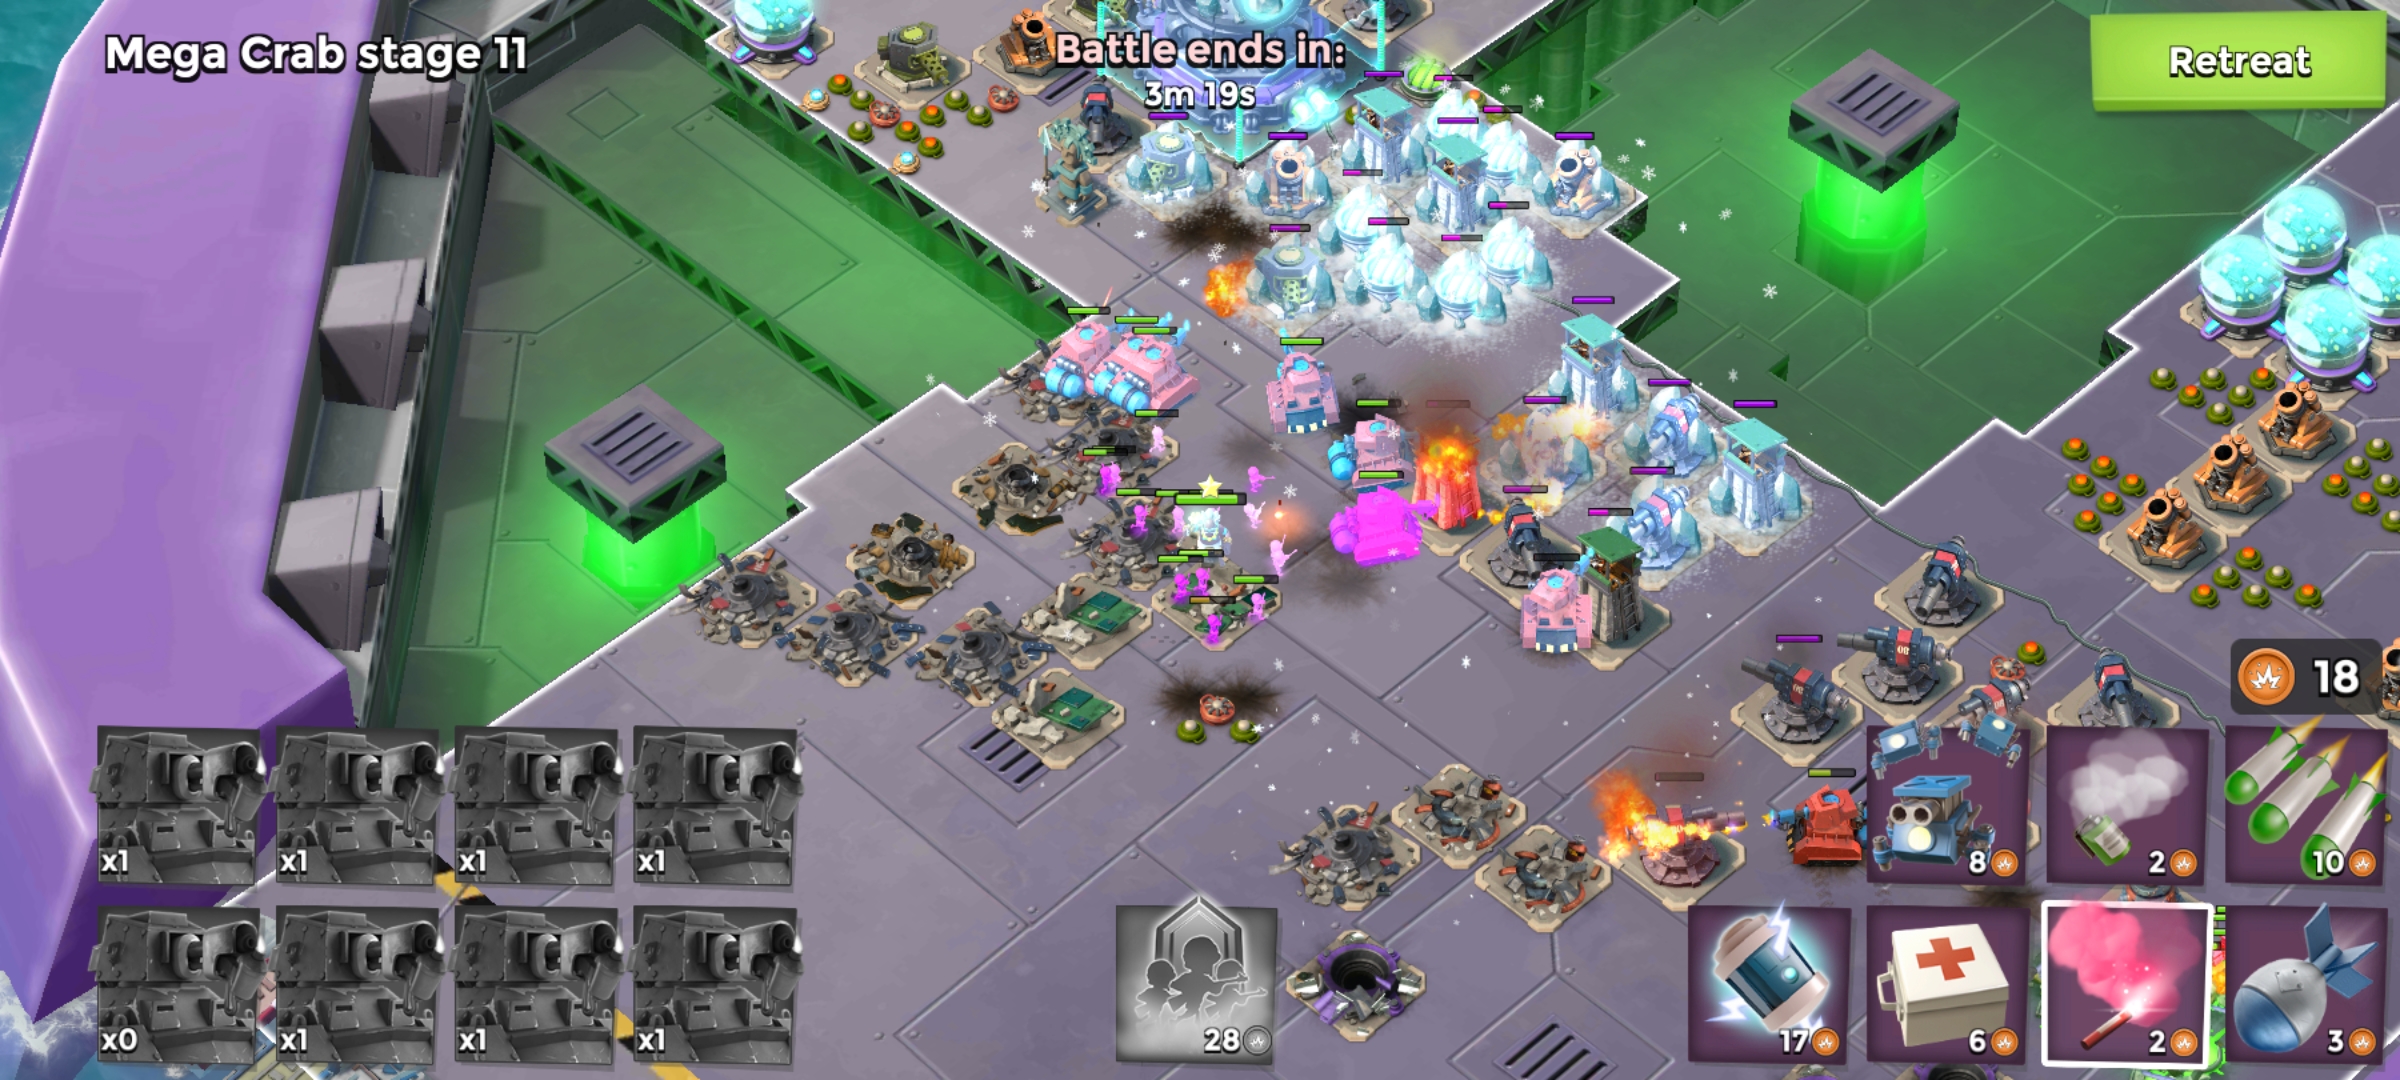 Mega Crab stage 11
Battle ends in:
3m 19s
Retreat
18
x1
x1
x1
x1
8
2
10
x0
x1
x1
x1
28
17
6
2
3